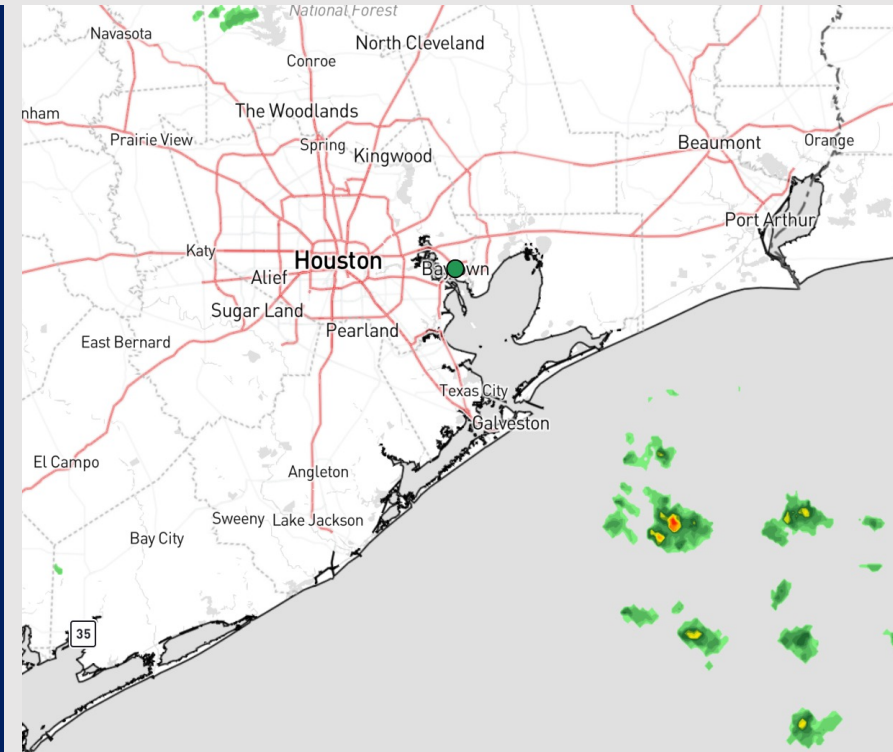 National Forest
Navasota
North Cleveland
Conroe
nham
The Woodlands
Prairie View
Spring
Kingwood
Beaumont
Orange
Port Arthur
Katy
Houston
Baytown
Alief
Sugar Land
Pearland
East Bernard
Texas City
Galveston
El Campo
Angleton
Sweeny
Lake Jackson
Bay City
35